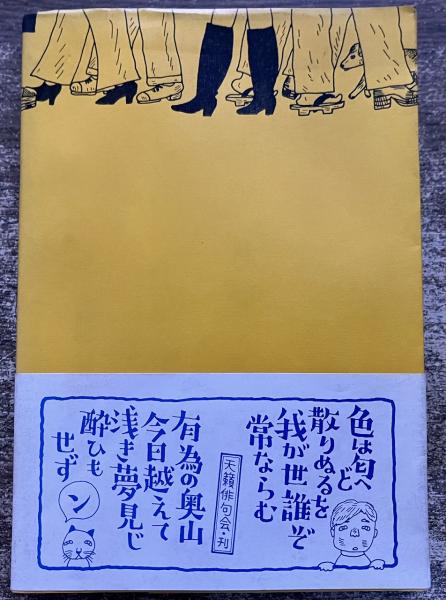 色は匂へ
ど
散りぬるを
我が世誰ぞ
常ならむ
天籟俳句会・刊
有為の奥山
今日越えて
浅き夢見じ
酔ひも
せず
ン